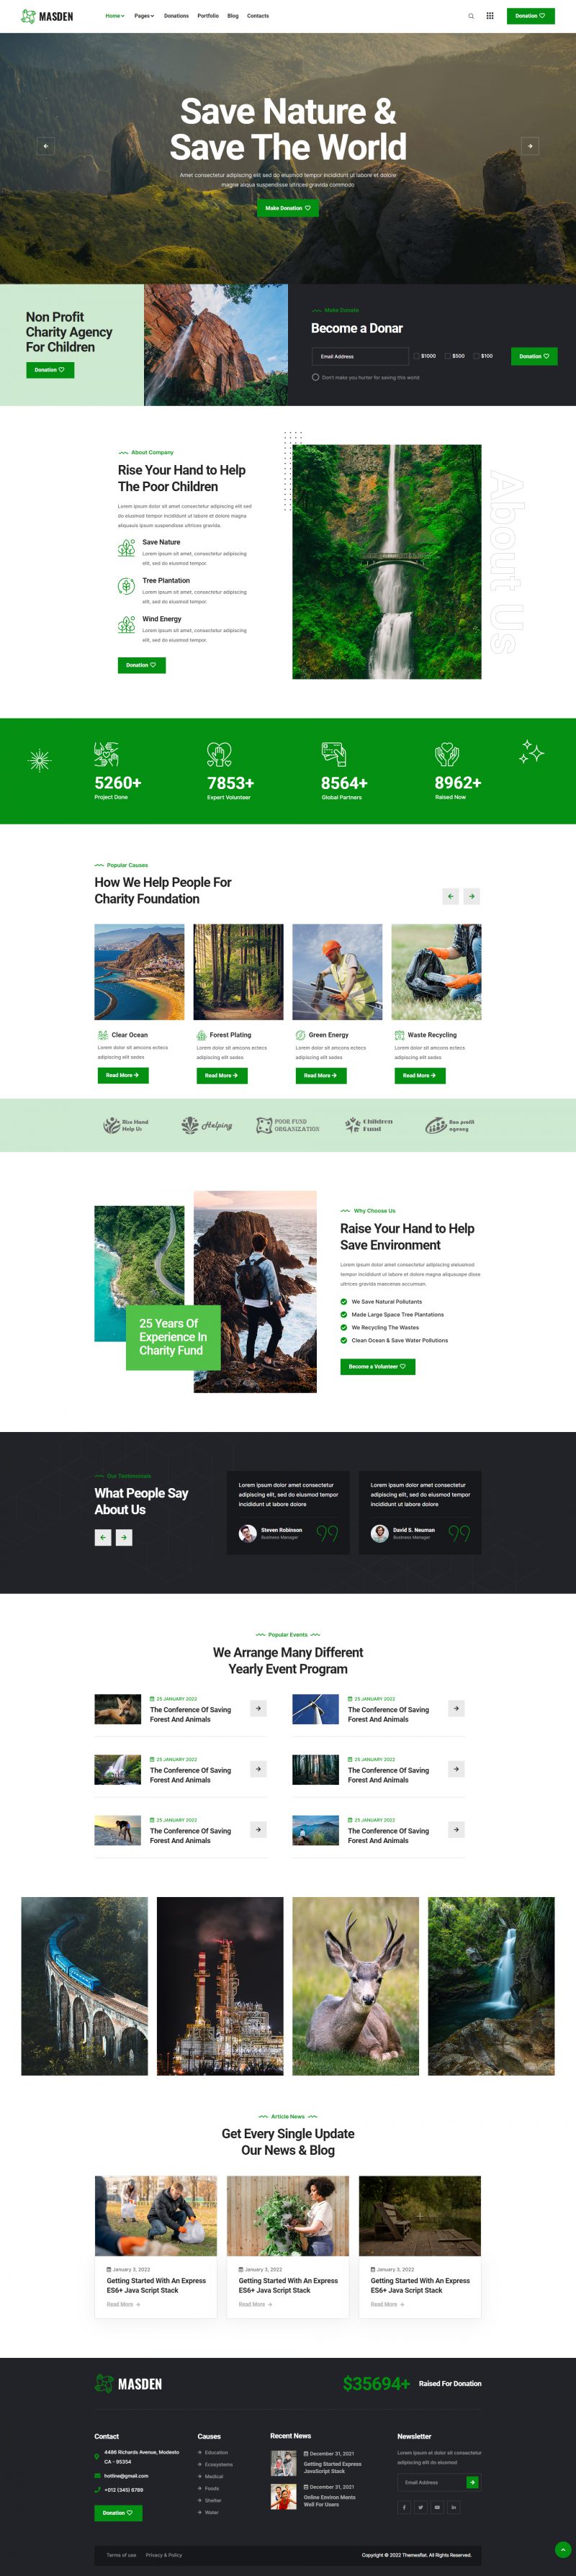 MASDEN
Home Pages Donations Portfolio Blog Contacts
Donation
Save Nature &
Save The World
Amet consectetur adipiscing elit sed do eiusmod tempor incididunt ut labore et dolore
magna aliqua suspendisse ultrices gravida commodo
Make Donation
Non Profit
Charity Agency
For Children
Donation
Make Donate
Become a Donar
Email Address
$1000 $500 $100
Donation
Don't make you hurter for saving this world
About Company
Rise Your Hand to Help
The Poor Children
Lorem ipsum dolor sit amet consectetur adipiscing elit sed
do eiusmod tempor incididunt ut labore et dolore magna
aliquauis ipsum suspendisse ultrices gravida.
Save Nature
Lorem ipsum sit amet, consectetur adipiscing
elit, sed do eiusmod tempor.
Tree Plantation
Lorem ipsum sit amet, consectetur adipiscing
elit, sed do eiusmod tempor.
Wind Energy
Lorem ipsum sit amet, consectetur adipiscing
elit, sed do eiusmod tempor.
Donation
About Us
5260+
Project Done
7853+
Expert Volunteer
8564+
Global Partners
8962+
Raised Now
Popular Causes
How We Help People For
Charity Foundation
Clear Ocean
Lorem dolor sit amcons ectecs
adipiscing elit sedes
Read More
Forest Plating
Lorem dolor sit amcons ectecs
adipiscing elit sedes
Read More
Green Energy
Lorem dolor sit amcons ectecs
adipiscing elit sedes
Read More
Waste Recycling
Lorem dolor sit amcons ectecs
adipiscing elit sedes
Read More
Rise Hand
Help Us
Helping
POOR FUND
ORGANIZATION
Children
Fund
Non profit
agency
25 Years Of
Experience In
Charity Fund
Why Choose Us
Raise Your Hand to Help
Save Environment
Lorem ipsum dolor amet consectetur adipiscing eleiusmod
tempor incididunt ut labore et dolore magna aliquaspe disse
ultrices gravida maecenas accumsan.
We Save Natural Pollutants
Made Large Space Tree Plantations
We Recycling The Wastes
Clean Ocean & Save Water Pollutions
Become a Volunteer
Our Testimonials
What People Say
About Us
Lorem ipsum dolor amet consectetur
adipiscing elit, sed do eiusmod tempor
incididunt ut labore dolore
Steven Robinson
Business Manager
Lorem ipsum dolor amet consectetur
adipiscing elit, sed do eiusmod tempor
incididunt ut labore dolore
David S. Neuman
Business Manager
Popular Events
We Arrange Many Different
Yearly Event Program
25 JANUARY 2022
The Conference Of Saving
Forest And Animals
25 JANUARY 2022
The Conference Of Saving
Forest And Animals
25 JANUARY 2022
The Conference Of Saving
Forest And Animals
25 JANUARY 2022
The Conference Of Saving
Forest And Animals
25 JANUARY 2022
The Conference Of Saving
Forest And Animals
25 JANUARY 2022
The Conference Of Saving
Forest And Animals
Article News
Get Every Single Update
Our News & Blog
January 3, 2022
Getting Started With An Express
ES6+ Java Script Stack
Read More
January 3, 2022
Getting Started With An Express
ES6+ Java Script Stack
Read More
January 3, 2022
Getting Started With An Express
ES6+ Java Script Stack
Read More
MASDEN
$35694+ Raised For Donation
Contact
4486 Richards Avenue, Modesto
CA - 95354
hotline@gmail.com
+012 (345) 6789
Donation
Causes
Education
Ecosystems
Medical
Foods
Shelter
Water
Recent News
December 31, 2021
Getting Started Express
JavaScript Stack
December 31, 2021
Online Environ Ments
Well For Users
Newsletter
Lorem ipsum dolor sit consectetur
adipiscing elit do eiusmod
Email Address
Terms of use Privacy & Policy
Copyright © 2022 Themesflat. All Rights Reserved.